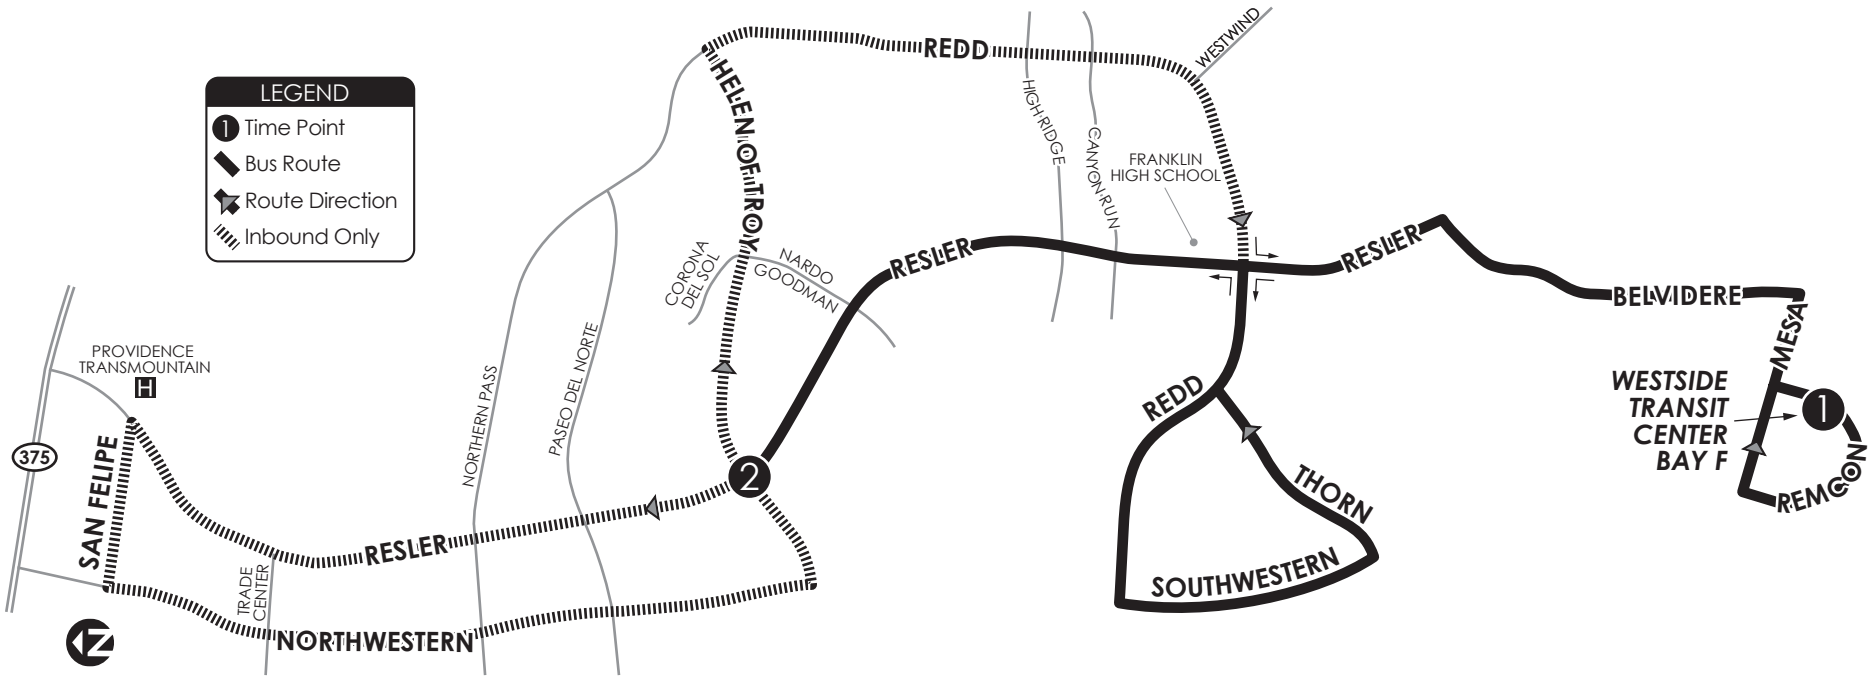 LEGEND
1 Time Point
Bus Route
Route Direction
Inbound Only
REDD
WESTWIND
HELEN OF TROY
HIGH RIDGE
CANYON RUN
FRANKLIN
HIGH SCHOOL
RESLER
RESLER
CORONA
DEL SOL
NARDO
GOODMAN
BELVIDERE
MESA
PROVIDENCE
TRANSMOUNTAIN
H
NORTHERN PASS
PASEO DEL NORTE
REDD
WESTSIDE
TRANSIT
CENTER
BAY F
1
REMCON
375
SAN FELIPE
2
THORN
RESLER
TRADE
CENTER
SOUTHWESTERN
NORTHWESTERN
N